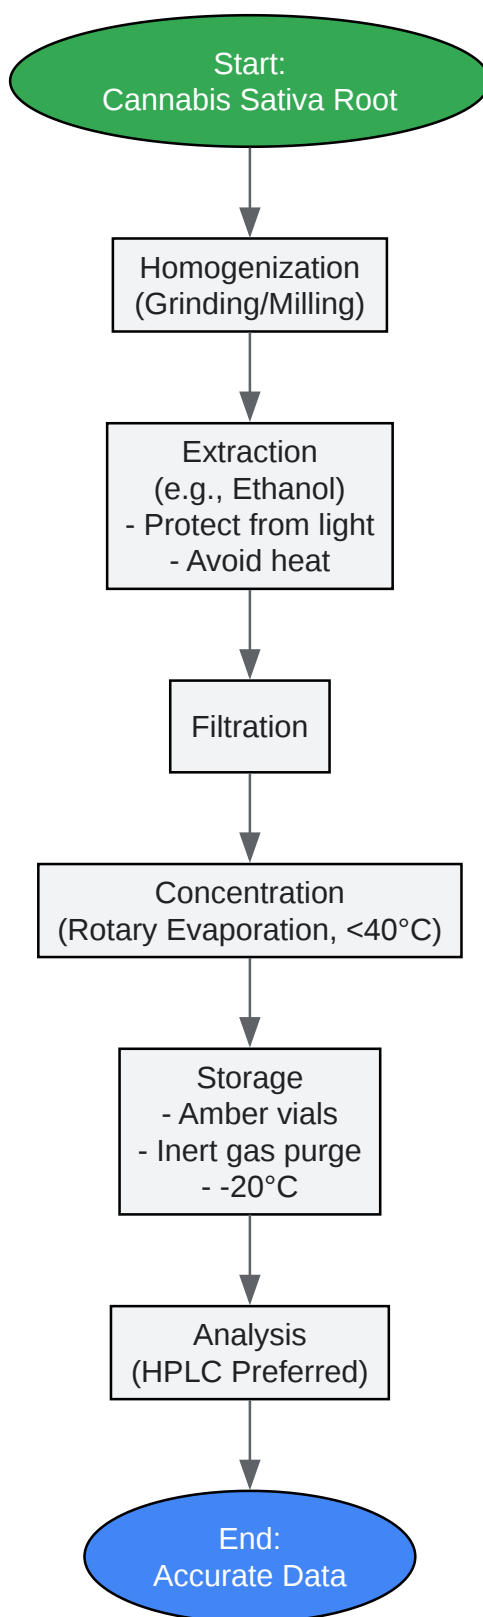 Start:
Cannabis Sativa Root
Homogenization
(Grinding/Milling)
Extraction
(e.g., Ethanol)
- Protect from light
- Avoid heat
Filtration
Concentration
(Rotary Evaporation, <40°C)
Storage
- Amber vials
- Inert gas purge
- -20°C
Analysis
(HPLC Preferred)
End:
Accurate Data